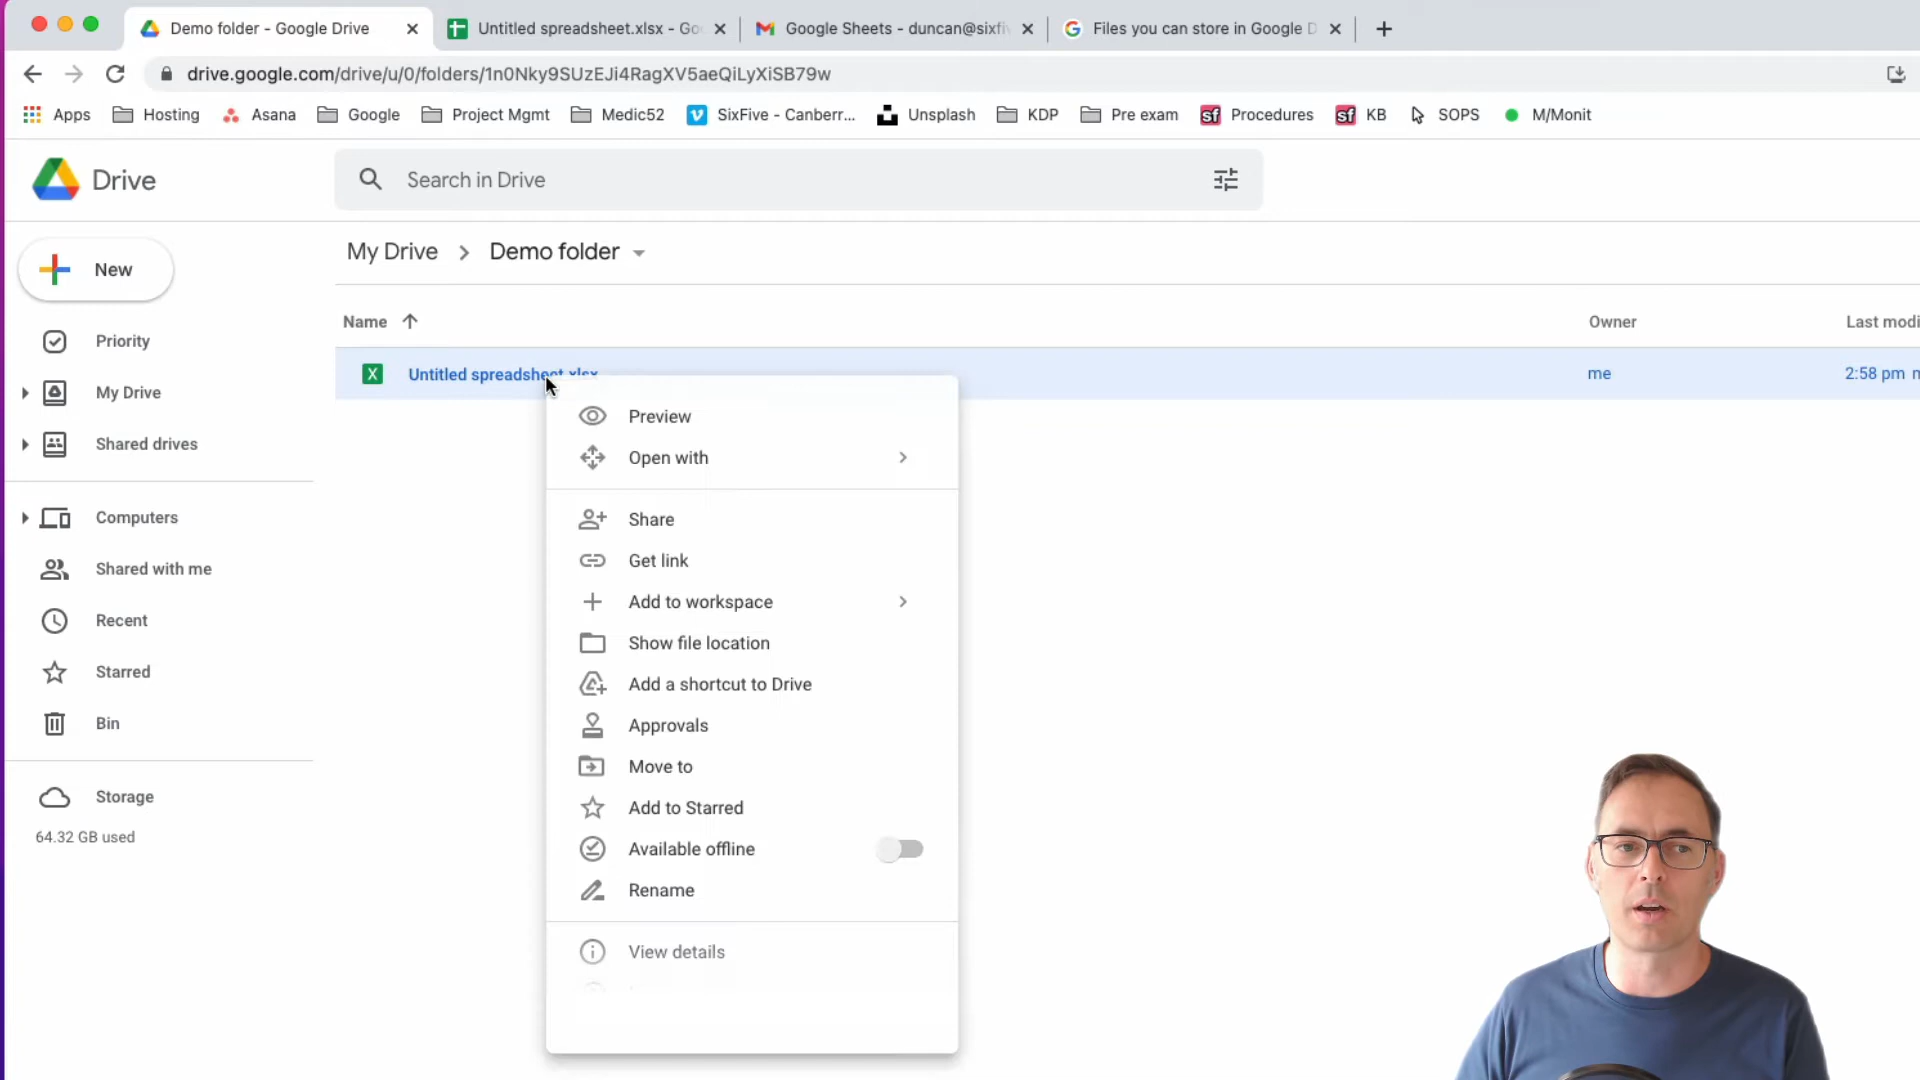 Demo folder - Google Drive
Untitled spreadsheet.xlsx - Go
Google Sheets - duncan@sixfi
Files you can store in Google D
drive.google.com/drive/u/0/folders/1n0Nky9SUzEJi4RagXV5aeQiLyXiSB79w
Apps
Hosting
Asana
Google
Project Mgmt
Medic52
SixFive - Canberr...
Unsplash
KDP
Pre exam
sf Procedures
sf KB
SOPS
M/Monit
Drive
Search in Drive
New
My Drive
Demo folder
Name
Owner
Last modi
Untitled spreadsheet.xlsx
me
2:58 pm
Priority
My Drive
Shared drives
Computers
Shared with me
Recent
Starred
Bin
Storage
64.32 GB used
Preview
Open with
Share
Get link
Add to workspace
Show file location
Add a shortcut to Drive
Approvals
Move to
Add to Starred
Available offline
Rename
View details